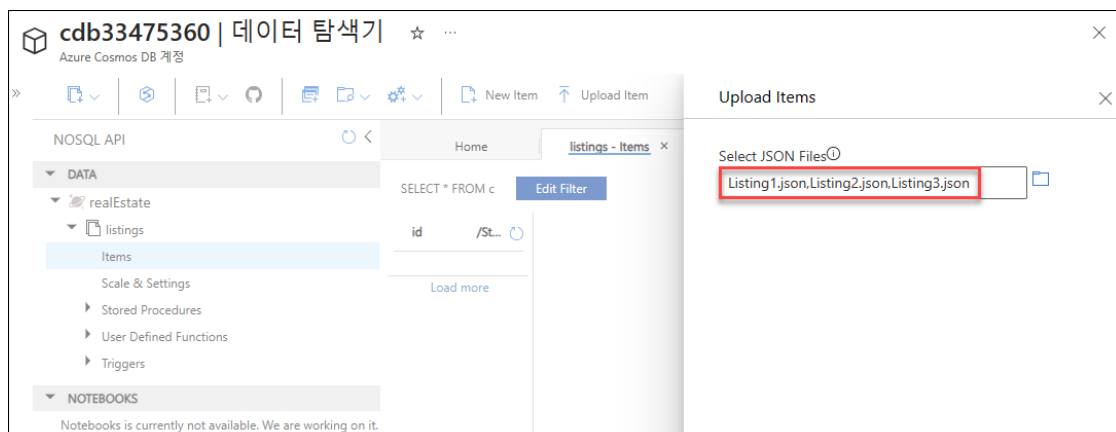 cdb33475360 | 데이터 탐색기
Azure Cosmos DB 계정
New Item
Upload Item
NOSQL API
DATA
realEstate
listings
Items
Scale & Settings
Stored Procedures
User Defined Functions
Triggers
NOTEBOOKS
Notebooks is currently not available. We are working on it.
Home
listings - Items
SELECT * FROM c
Edit Filter
id /St...
Load more
Upload Items
Select JSON Files
Listing1.json,Listing2.json,Listing3.json